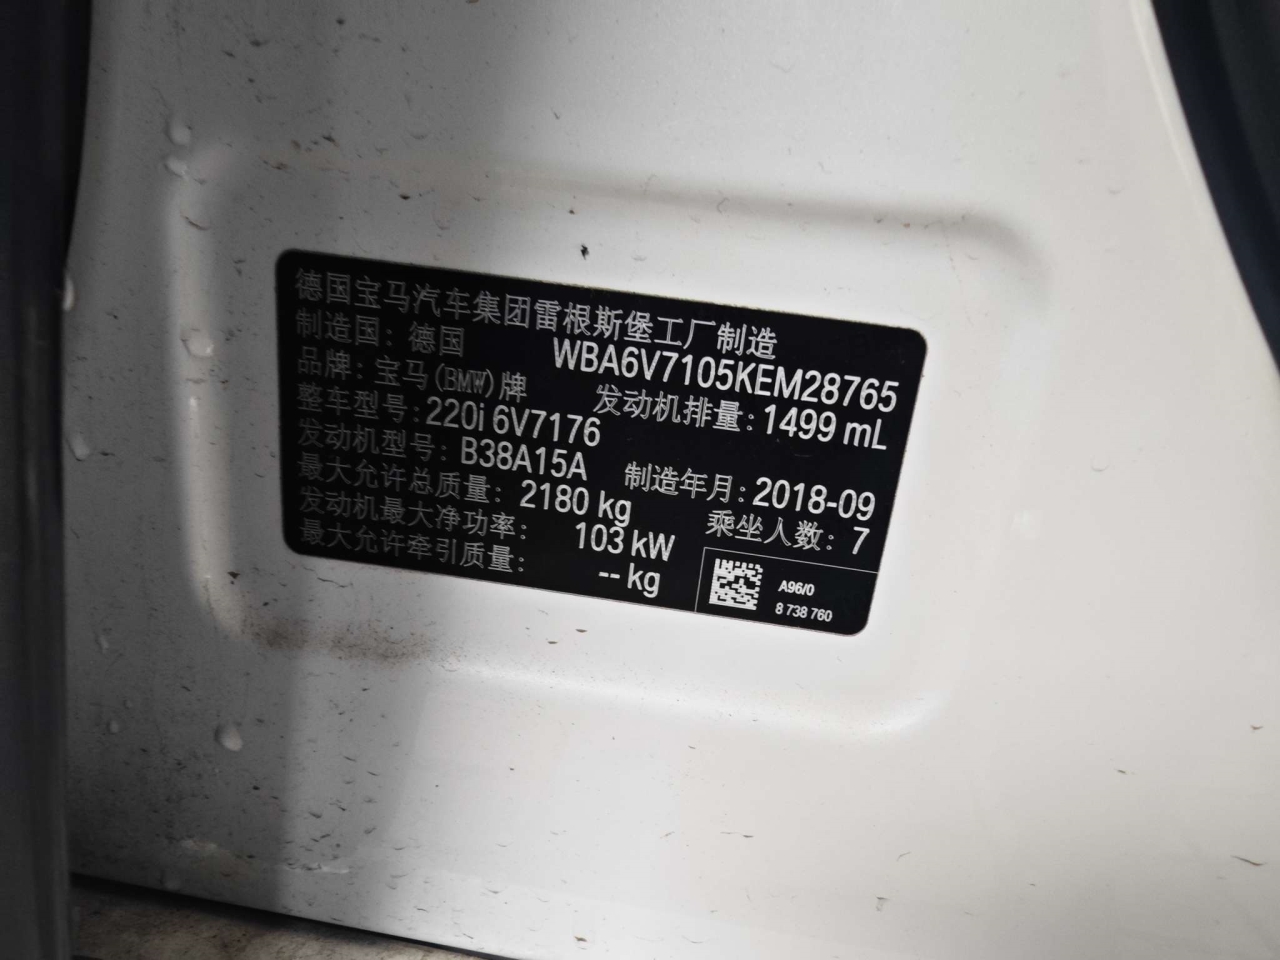 德国宝马汽车集团雷根斯堡工厂制造
制造国：德国 WBA6V7105KEM28765
品牌：宝马(BMW)牌 发动机排量：1499 mL
整车型号：220i 6V7176
发动机型号：B38A15A 制造年月：2018-09
最大允许总质量：2180 kg 乘坐人数：7
发动机最大净功率：103 kW
最大允许牵引质量：-- kg
A96/0
8 738 760